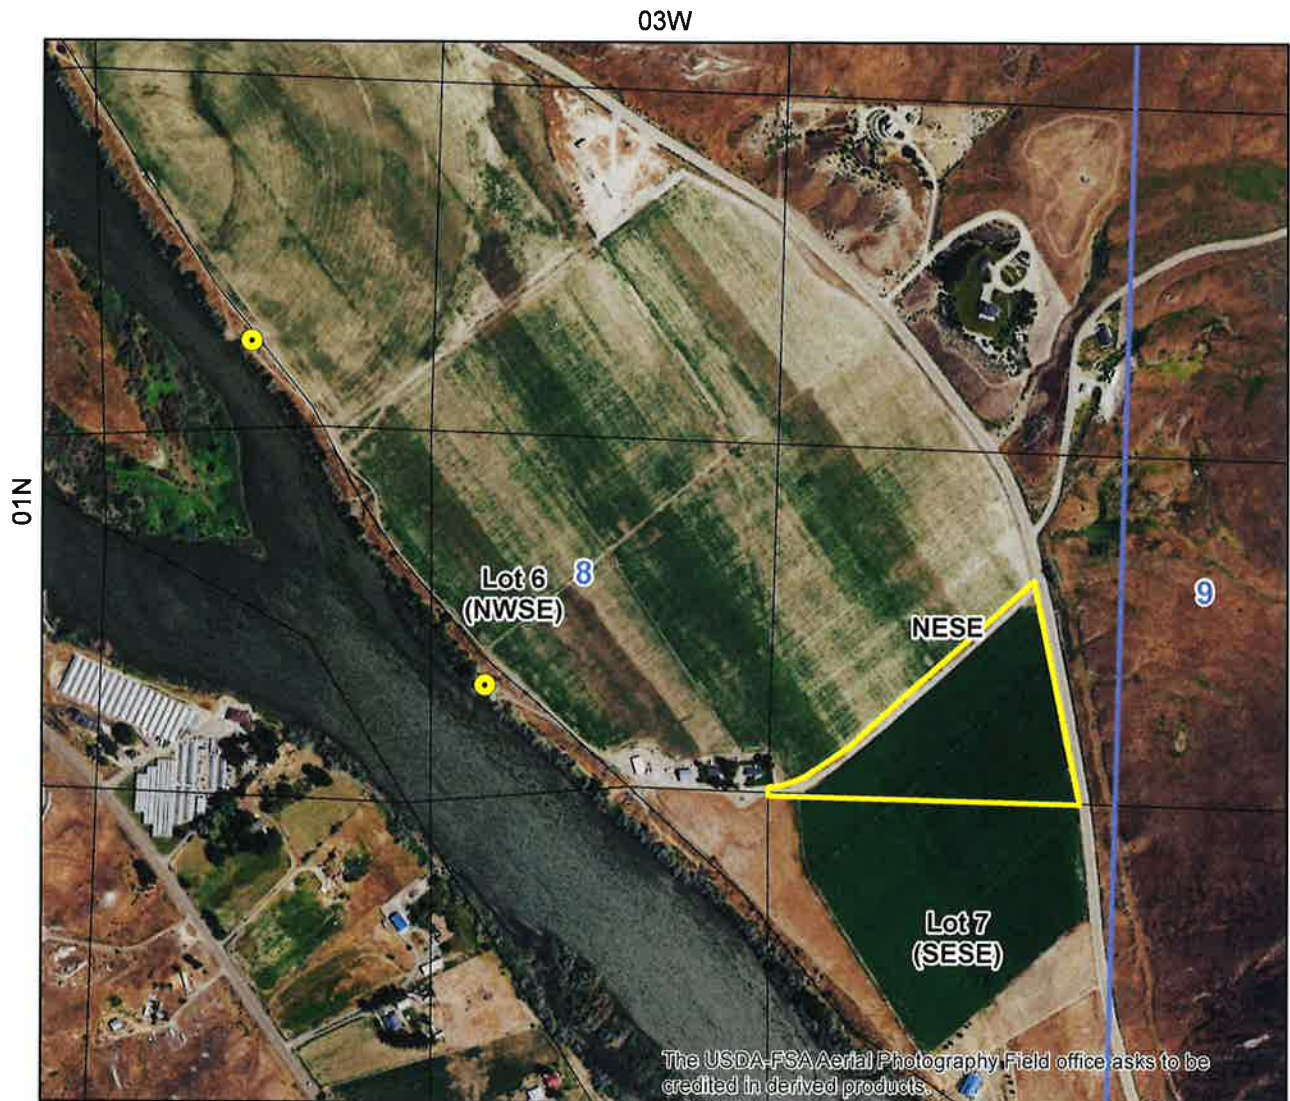 03W
01N
Lot 6
(NWSE)
8
9
NESE
Lot 7
(SESE)
The USDA-FSA Aerial Photography Field office asks to be
credited in derived products.